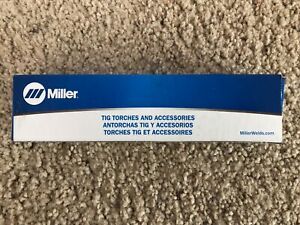 Miller
TIG TORCHES AND ACCESSORIES
ANTORCHAS TIG Y ACCESORIOS
TORCHES TIG ET ACCESSOIRES
MillerWelds.com